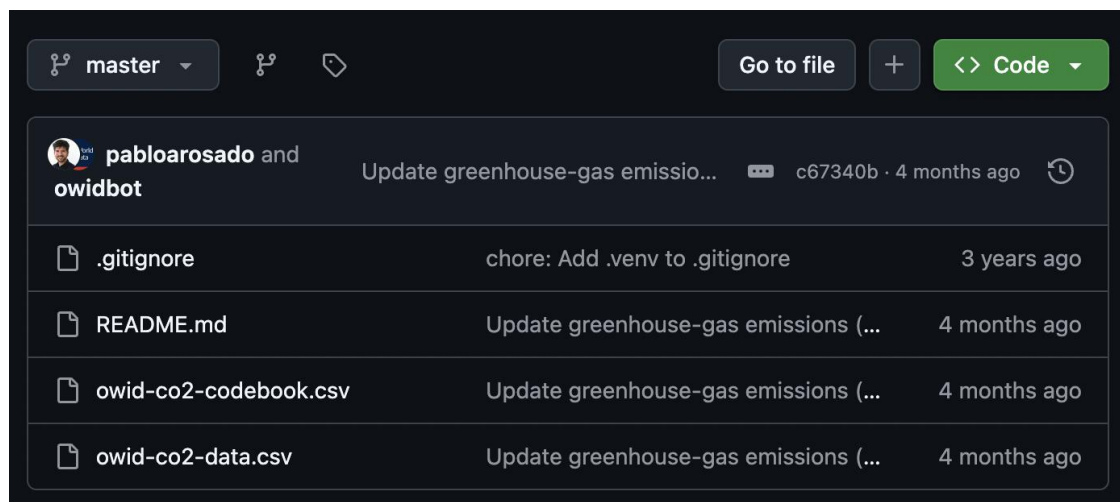 master
Go to file
Code
pabloarosado and
owidbot
Update greenhouse-gas emissio...
c67340b · 4 months ago
.gitignore
chore: Add .venv to .gitignore
3 years ago
README.md
Update greenhouse-gas emissions (...
4 months ago
owid-co2-codebook.csv
Update greenhouse-gas emissions (...
4 months ago
owid-co2-data.csv
Update greenhouse-gas emissions (...
4 months ago